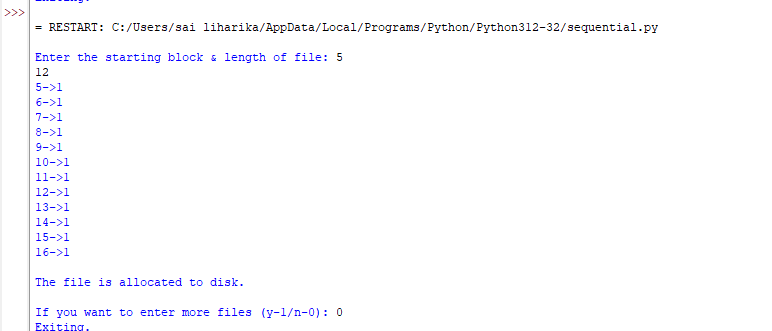 Exiting.
>>>
= RESTART: C:/Users/sai liharika/AppData/Local/Programs/Python/Python312-32/sequential.py
Enter the starting block & length of file: 5
12
5->1
6->1
7->1
8->1
9->1
10->1
11->1
12->1
13->1
14->1
15->1
16->1
The file is allocated to disk.
If you want to enter more files (y-1/n-0): 0
Exiting.